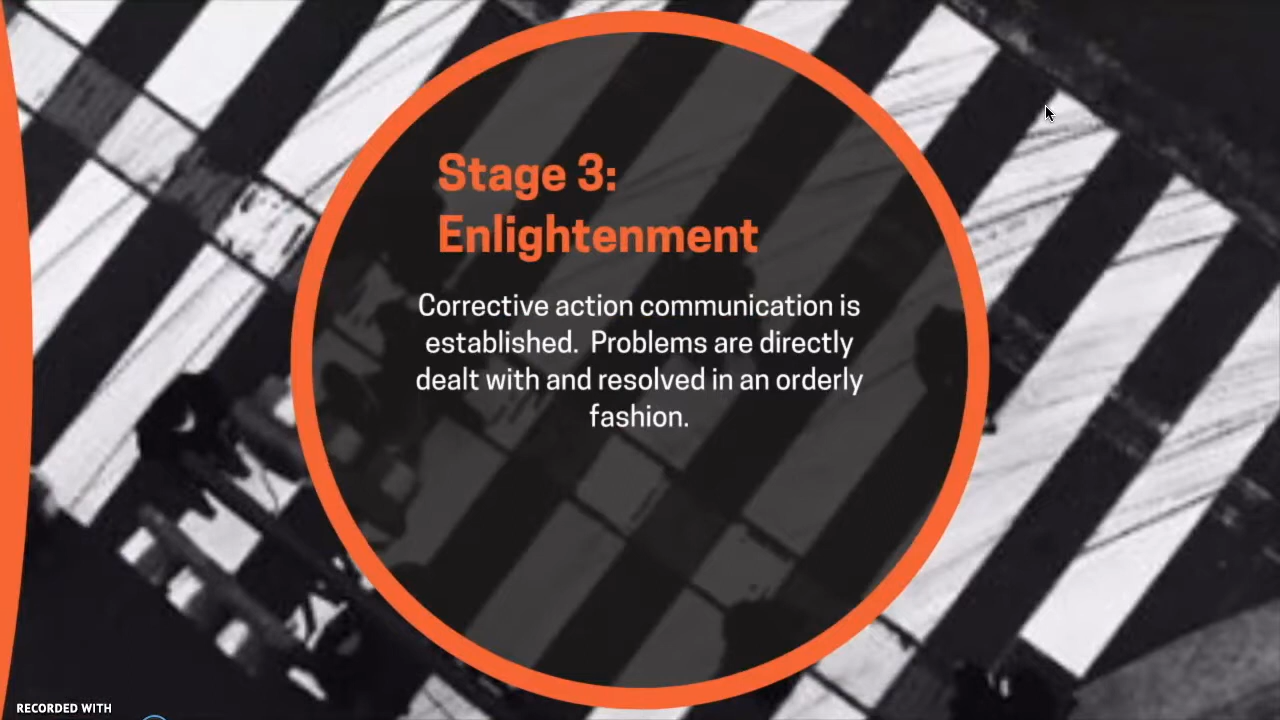 Stage 3:
Enlightenment
Corrective action communication is
established.  Problems are directly
dealt with and resolved in an orderly
fashion.
RECORDED WITH